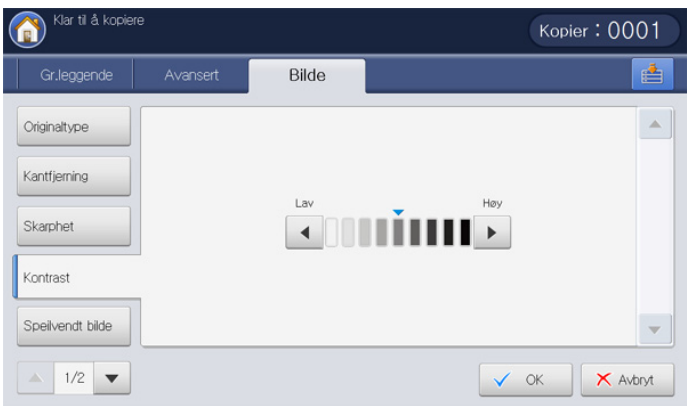 Klar til å kopiere
Kopier : 0001
Gr.leggende
Avansert
Bilde
Originaltype
Kantfjerning
Skarphet
Kontrast
Speilvendt bilde
Lav
Høy
1/2
OK
Avbryt